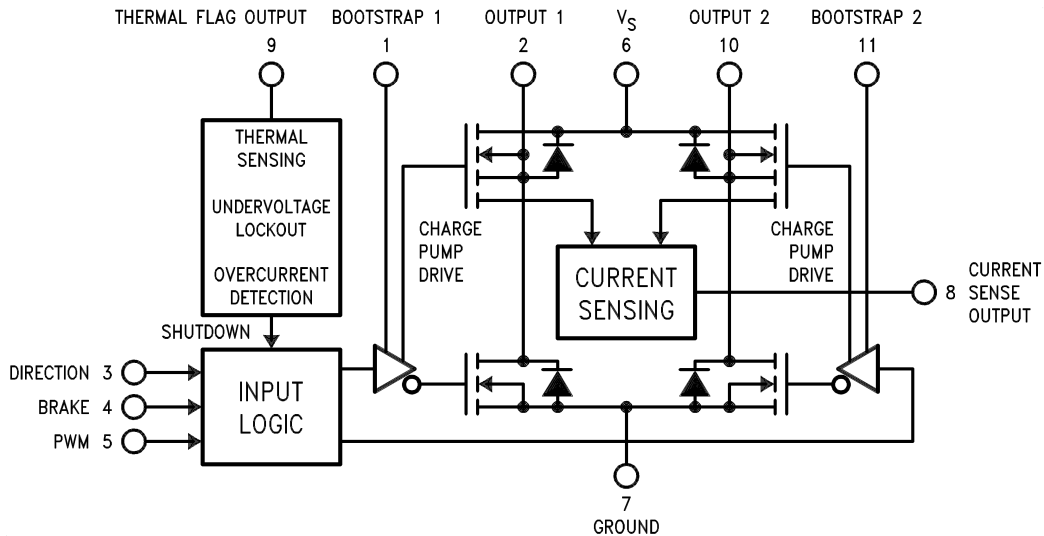 THERMAL FLAG OUTPUT
9
BOOTSTRAP 1
1
OUTPUT 1
2
VS
6
OUTPUT 2
10
BOOTSTRAP 2
11
THERMAL
SENSING
UNDERVOLTAGE
LOCKOUT
OVERCURRENT
DETECTION
CHARGE
PUMP
DRIVE
CHARGE
PUMP
DRIVE
CURRENT
SENSING
8
CURRENT
SENSE
OUTPUT
SHUTDOWN
DIRECTION 3
BRAKE 4
PWM 5
INPUT
LOGIC
7
GROUND